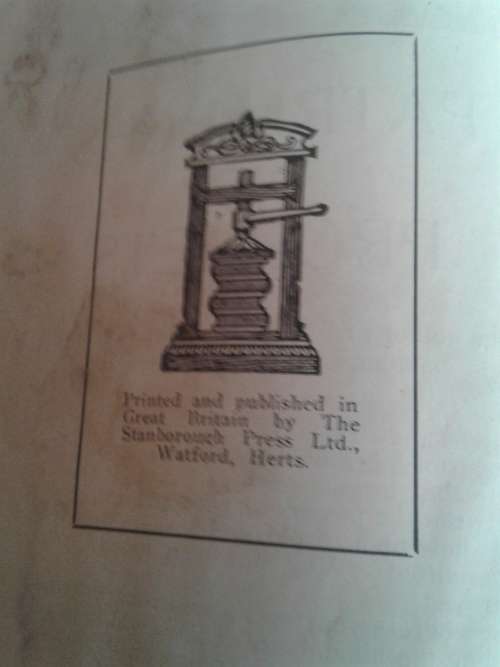 Printed and published in
Great Britain by The
Stanborough Press Ltd.,
Watford, Herts.